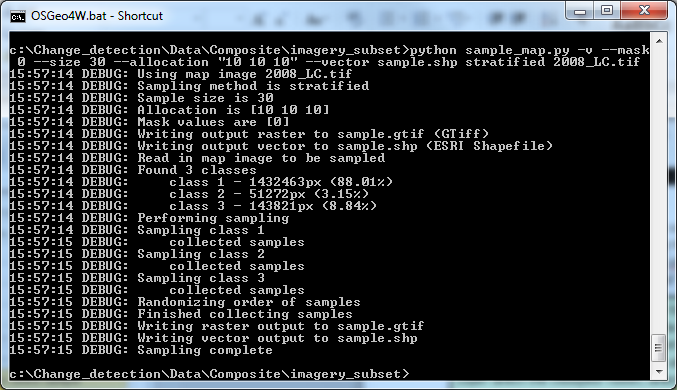 OSGeo4W.bat - Shortcut
c:\Change_detection\Data\Composite\imagery_subset>python sample_map.py -v --mask
0 --size 30 --allocation "10 10 10" --vector sample.shp stratified 2008_LC.tif
15:57:14 DEBUG: Using map image 2008_LC.tif
15:57:14 DEBUG: Sampling method is stratified
15:57:14 DEBUG: Sample size is 30
15:57:14 DEBUG: Allocation is [10 10 10]
15:57:14 DEBUG: Mask values are [0]
15:57:14 DEBUG: Writing output raster to sample.gtif (GTiff)
15:57:14 DEBUG: Writing output vector to sample.shp (ESRI Shapefile)
15:57:14 DEBUG: Read in map image to be sampled
15:57:14 DEBUG: Found 3 classes
15:57:14 DEBUG:     class 1 - 1432463px (88.01%)
15:57:14 DEBUG:     class 2 - 51272px (3.15%)
15:57:14 DEBUG:     class 3 - 143821px (8.84%)
15:57:14 DEBUG: Performing sampling
15:57:14 DEBUG: Sampling class 1
15:57:15 DEBUG:     collected samples
15:57:15 DEBUG: Sampling class 2
15:57:15 DEBUG:     collected samples
15:57:15 DEBUG: Sampling class 3
15:57:15 DEBUG:     collected samples
15:57:15 DEBUG: Randomizing order of samples
15:57:15 DEBUG: Finished collecting samples
15:57:15 DEBUG: Writing raster output to sample.gtif
15:57:15 DEBUG: Writing vector output to sample.shp
15:57:15 DEBUG: Sampling complete
c:\Change_detection\Data\Composite\imagery_subset>